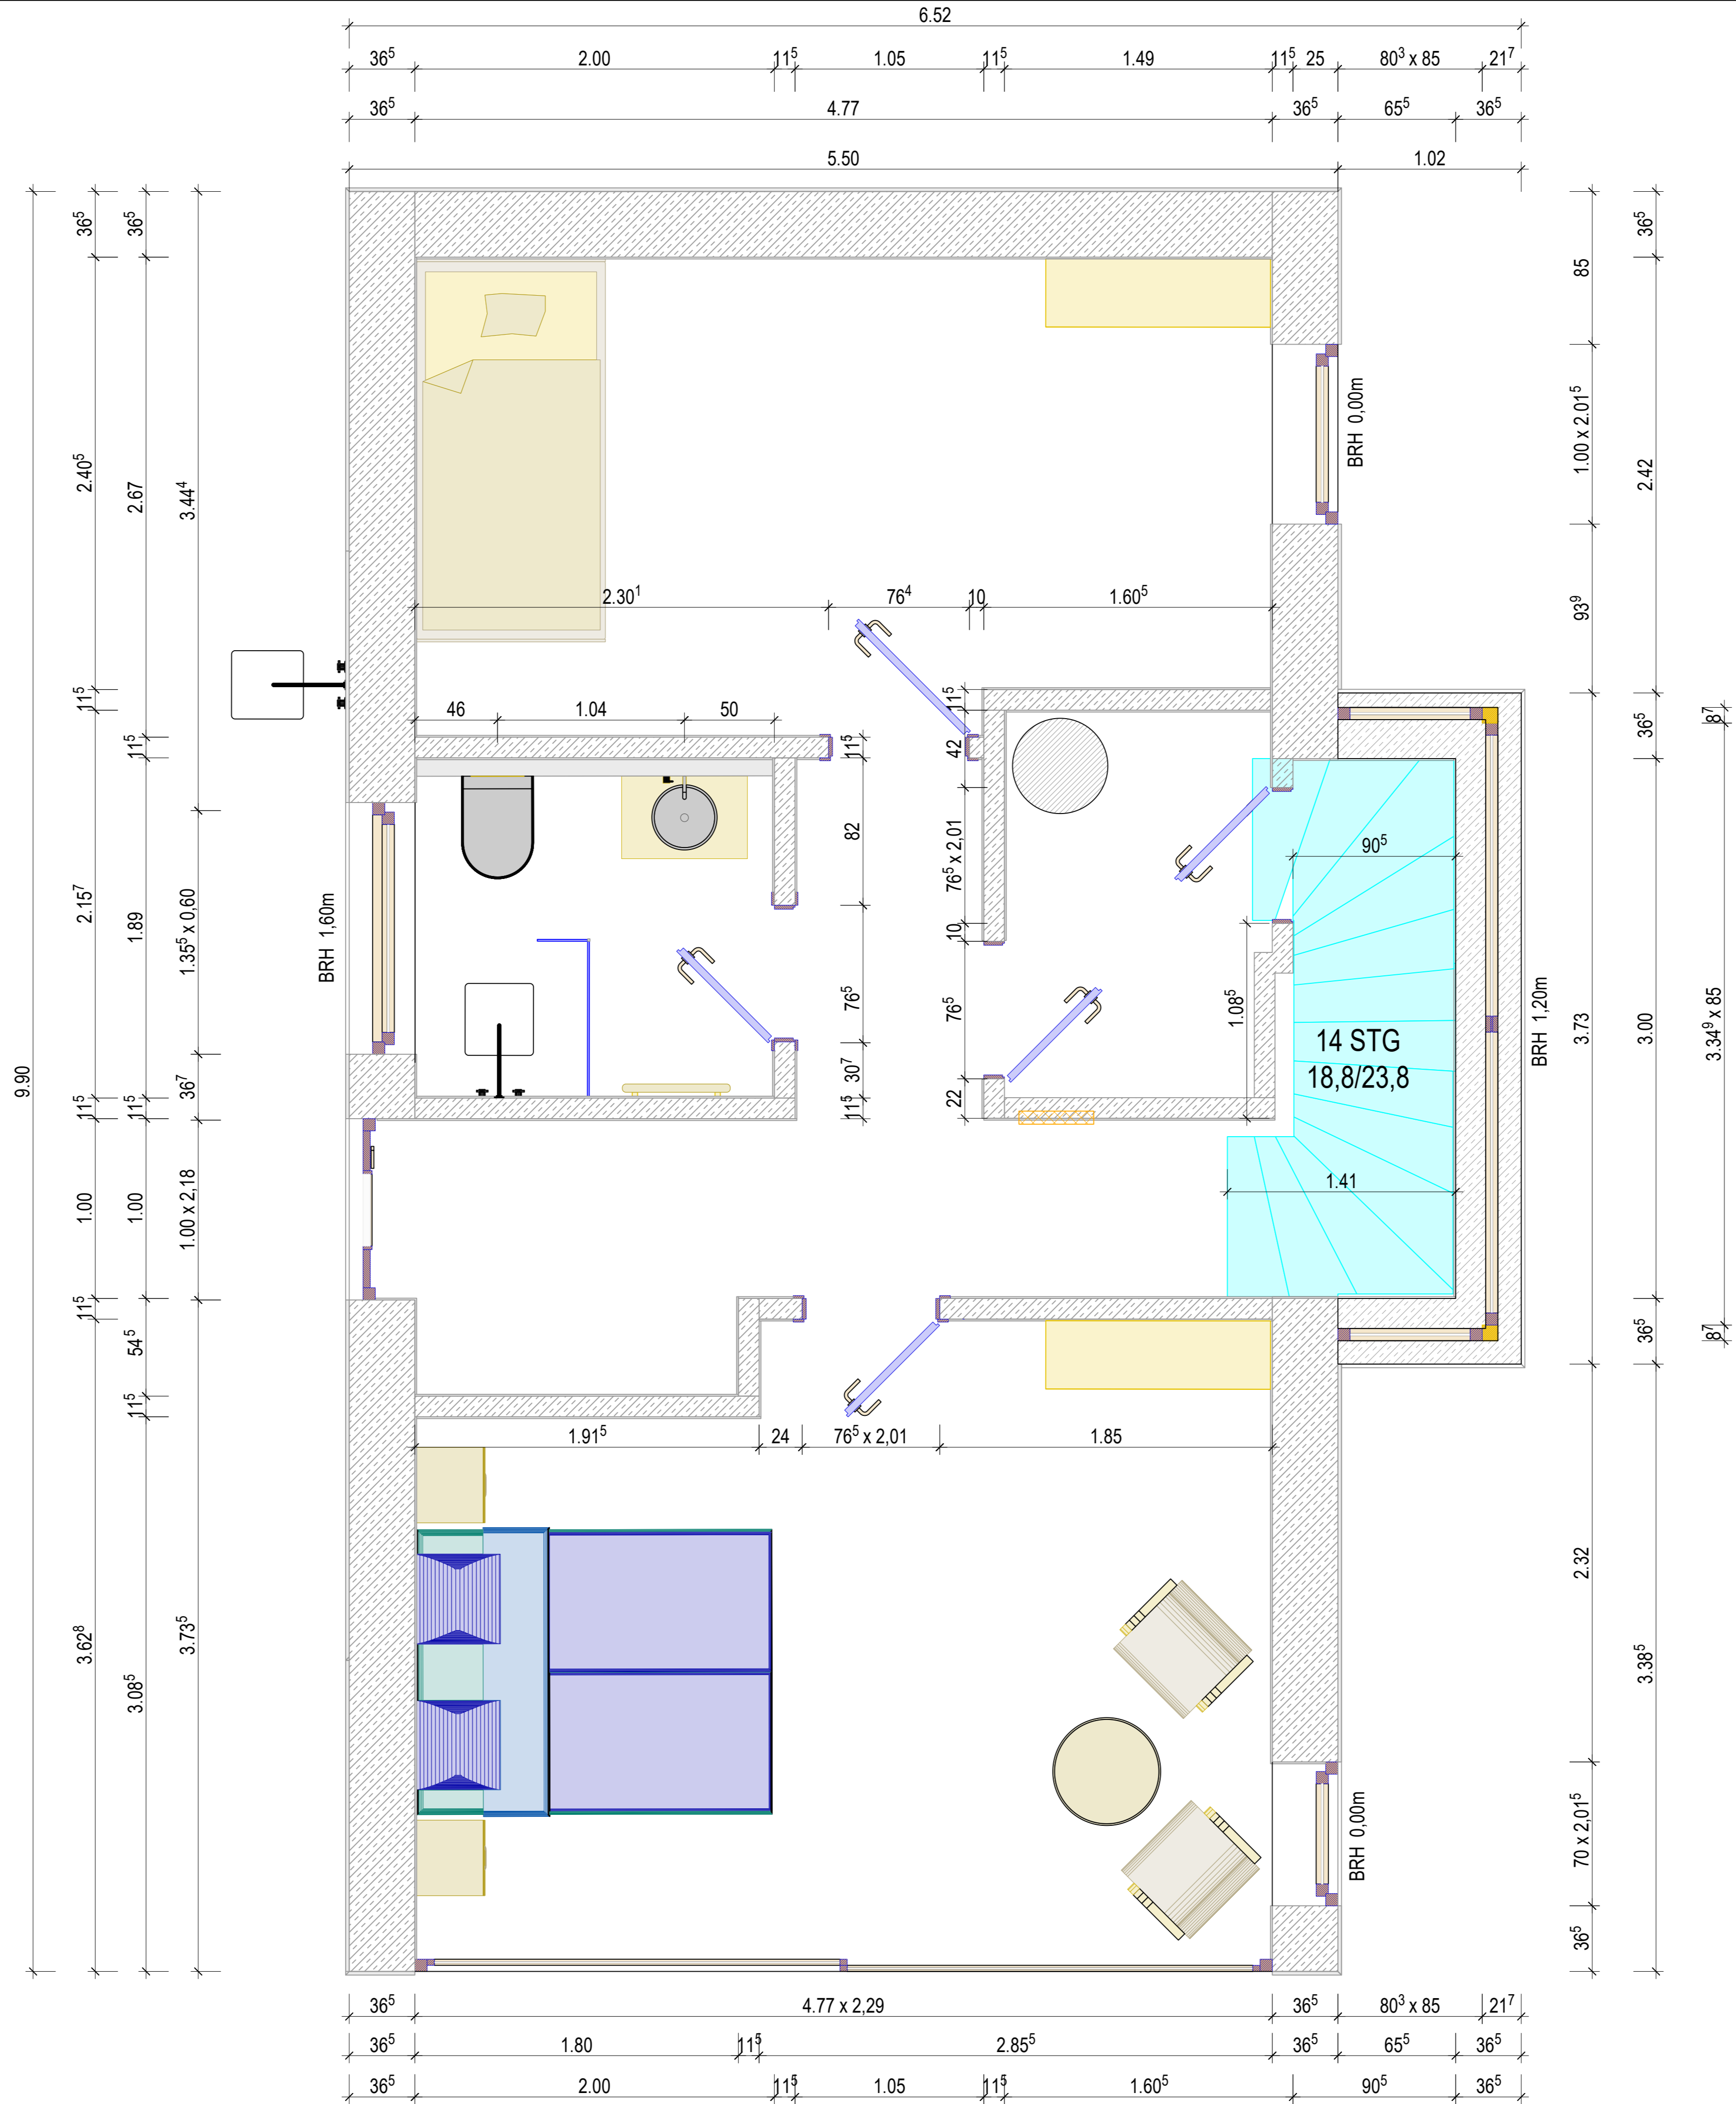 6.52
36⁵ 2.00 11⁵ 1.05 11⁵ 1.49 11⁵ 25 80³ x 85 21⁷
36⁵ 4.77 36⁵ 65⁵ 36⁵
5.50 1.02
9.90
36⁵ 2.40⁵ 11⁵ 2.15⁷ 11⁵ 1.00 11⁵ 3.62⁸
36⁵ 2.67 11⁵ 1.89 11⁵ 1.00 54⁵ 11⁵ 3.08⁵
3.44⁴ 1.35⁵ x 0,60 36⁷ 1.00 x 2,18 3.73⁵
BRH 1,60m
2.30¹ 76⁴ 10 1.60⁵
46 1.04 50
11⁵ 82 76⁵ 30⁷ 11⁵
11⁵ 42 76⁵ x 2,01 10 76⁵ 22
90⁵
1.08⁵
14 STG
18,8/23,8
1.41
1.91⁵ 24 76⁵ x 2,01 1.85
BRH 0,00m
BRH 1,20m
BRH 0,00m
85 1.00 x 2.01⁵ 93⁹ 3.73 2.32 70 x 2,01⁵ 36⁵
36⁵ 2.42 36⁵ 3.00 36⁵ 3.38⁵
8⁷ 3.34⁹ x 85 8⁷
36⁵ 4.77 x 2,29 36⁵ 80³ x 85 21⁷
36⁵ 1.80 11⁵ 2.85⁵ 36⁵ 65⁵ 36⁵
36⁵ 2.00 11⁵ 1.05 11⁵ 1.60⁵ 90⁵ 36⁵